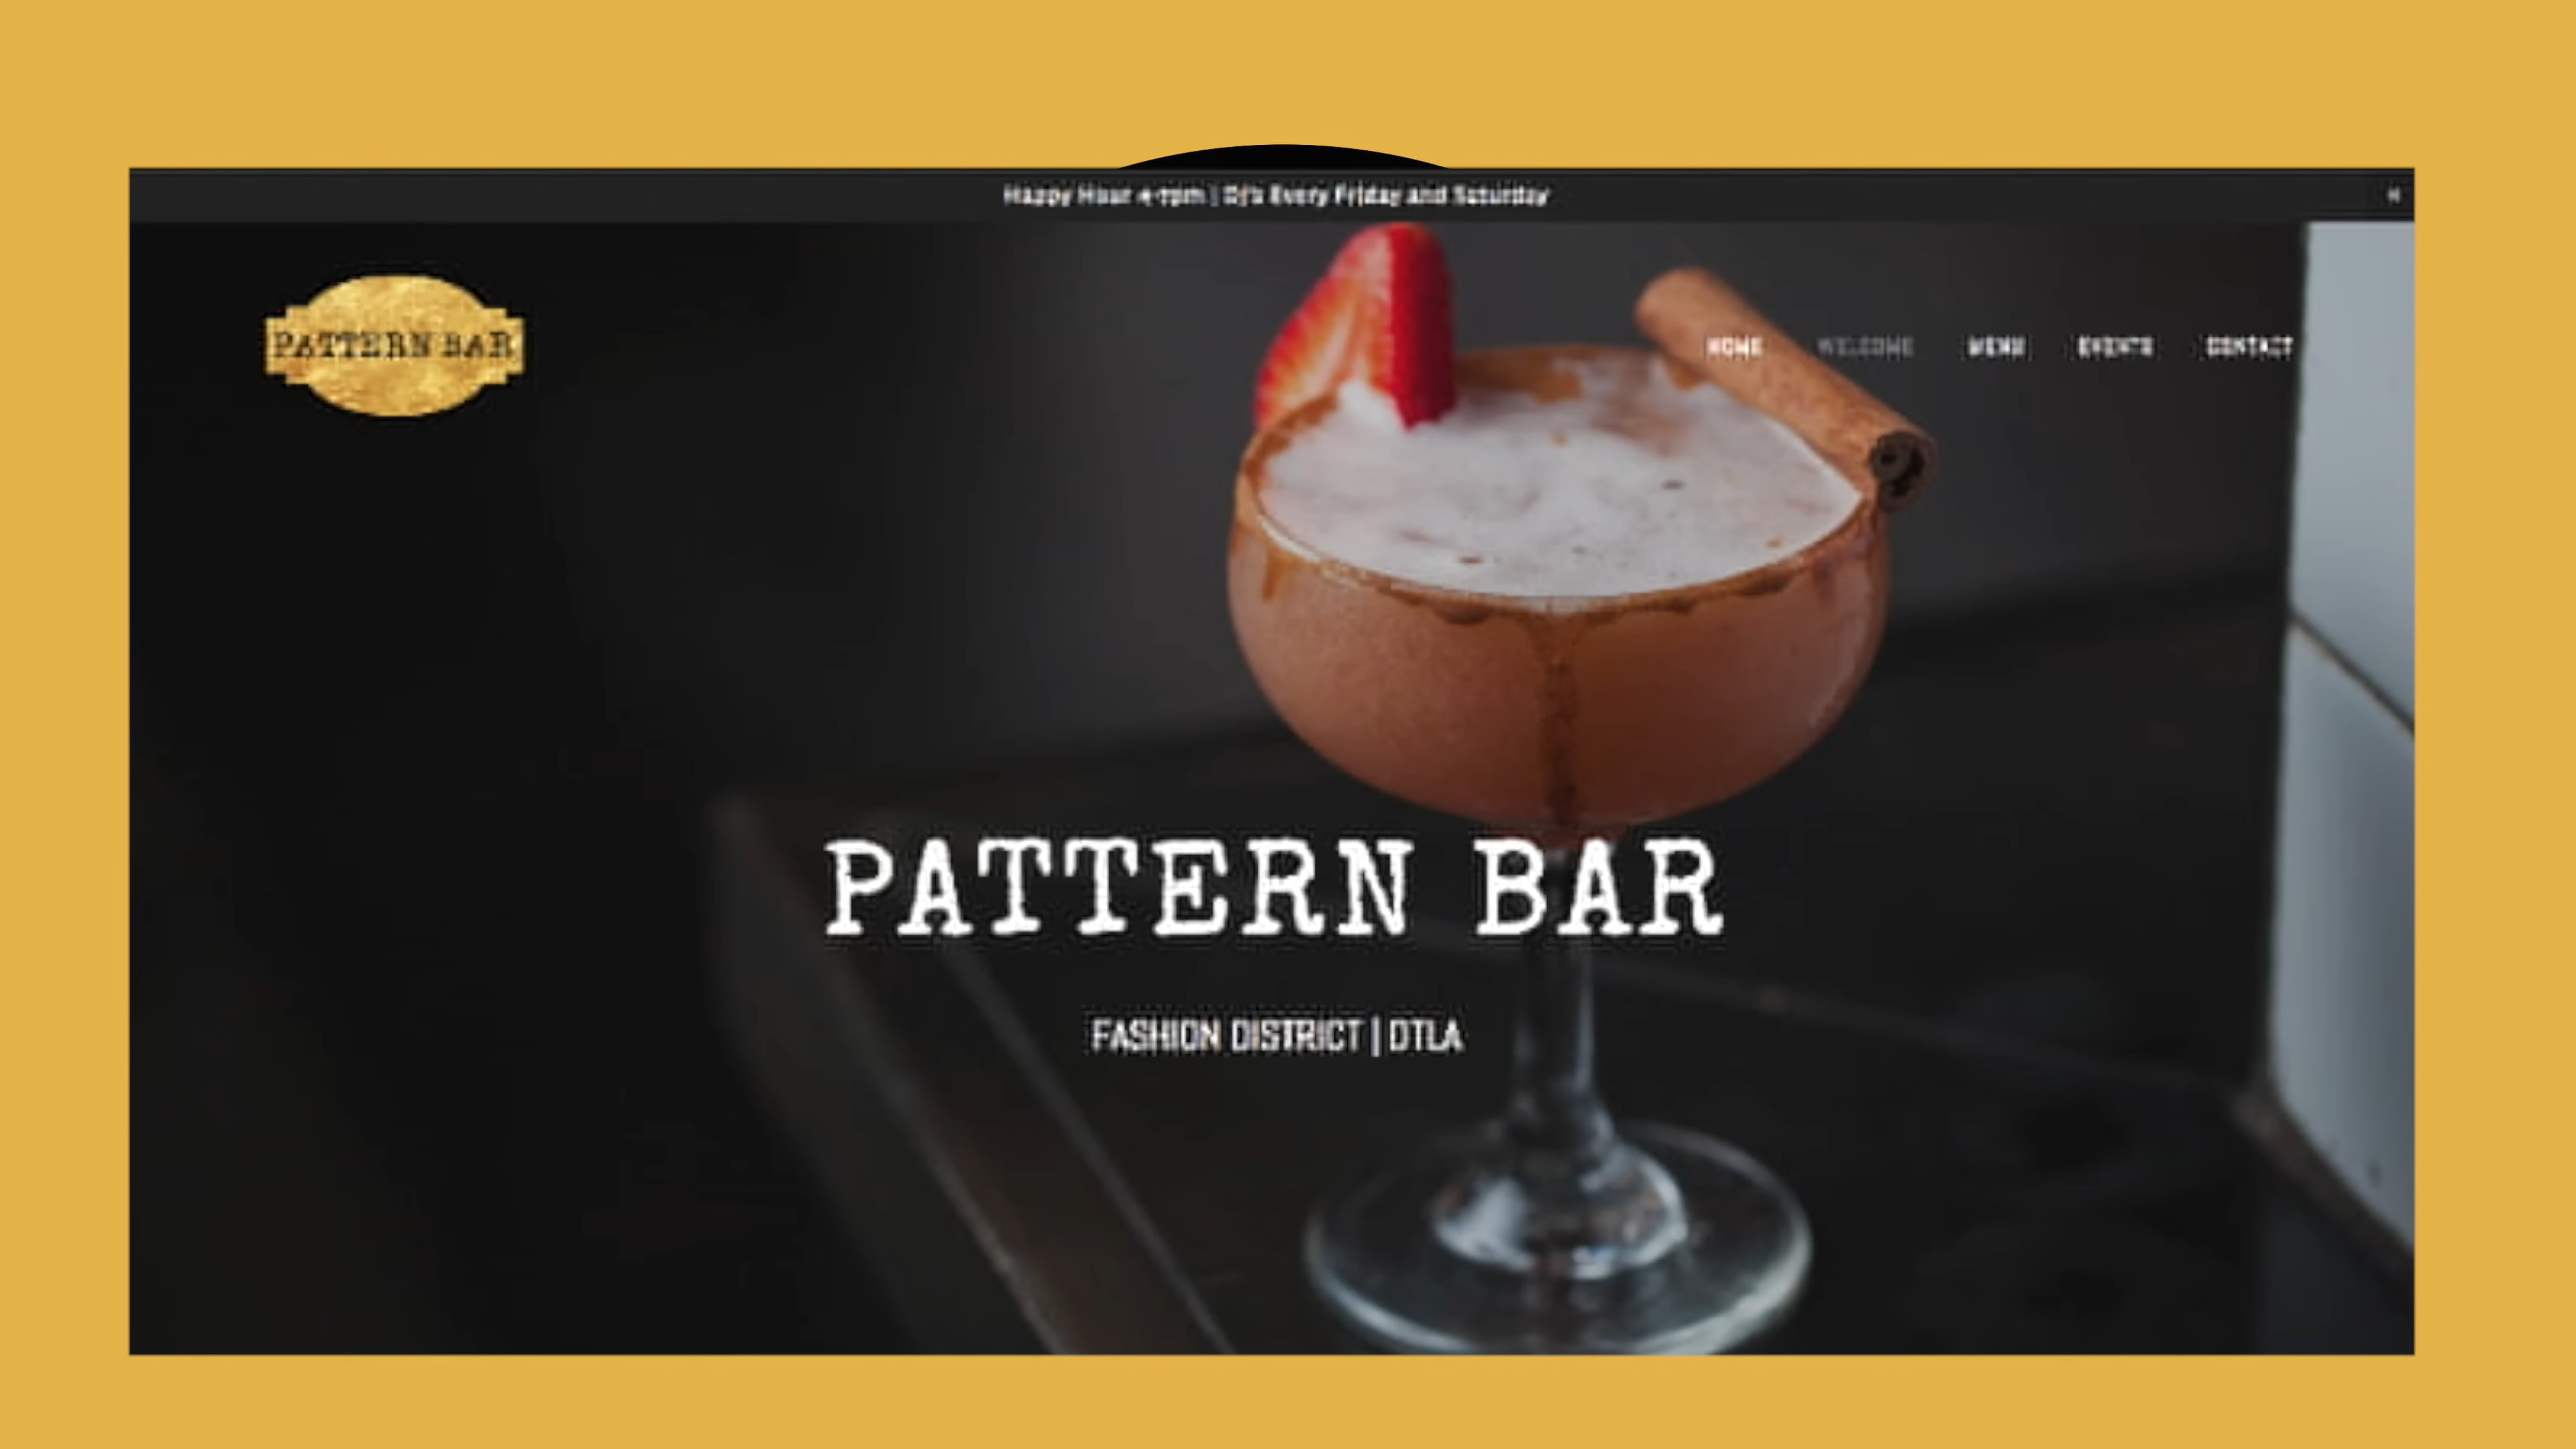 Happy Hour 4-7pm | DJ's Every Friday and Saturday
PATTERN BAR
HOME WELCOME MENU EVENTS CONTACT
PATTERN BAR
FASHION DISTRICT | DTLA